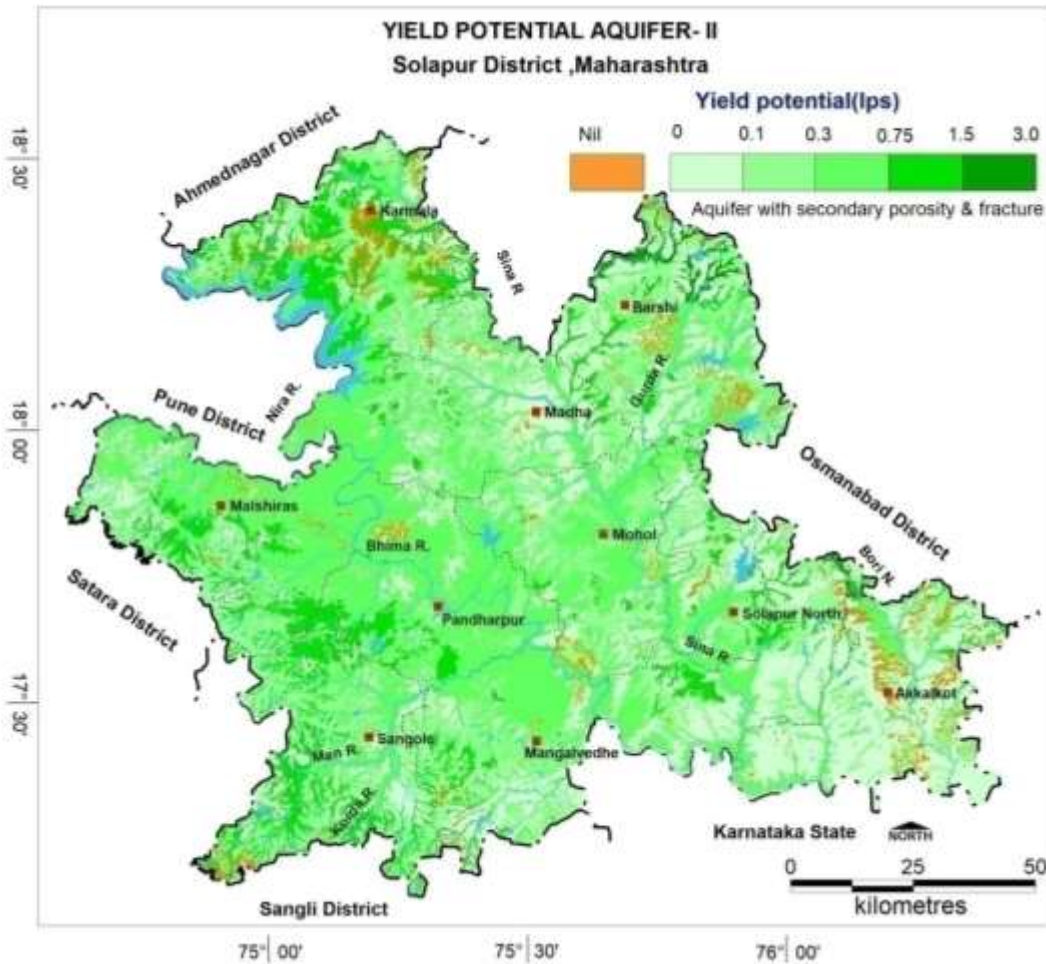 YIELD POTENTIAL AQUIFER- II
Solapur District ,Maharashtra
Yield potential(lps)
Nil
0 0.1 0.3 0.75 1.5 3.0
Aquifer with secondary porosity & fracture
Ahmednagar District
18° 30'
Karmala
Sina R
Barshi
Nira R.
Pune District
Madha
18° 00'
Osmanabad District
Malshiras
Mohol
Bhima R.
Bori N.
Satara District
Pandharpur
Solapur North
Sina R
Akkalkot
17° 30'
Sangole
Man R.
Mangalvedhe
Karnataka State
NORTH
0 25 50
kilometres
Sangli District
75° 00' 75° 30' 76° 00'